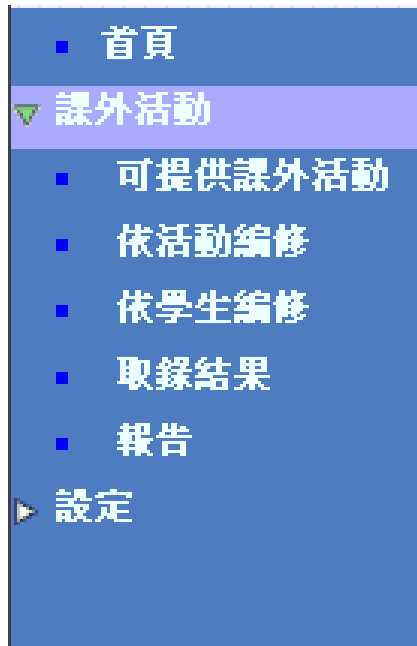 首頁
課外活動
可提供課外活動
依活動編修
依學生編修
取錄結果
報告
設定